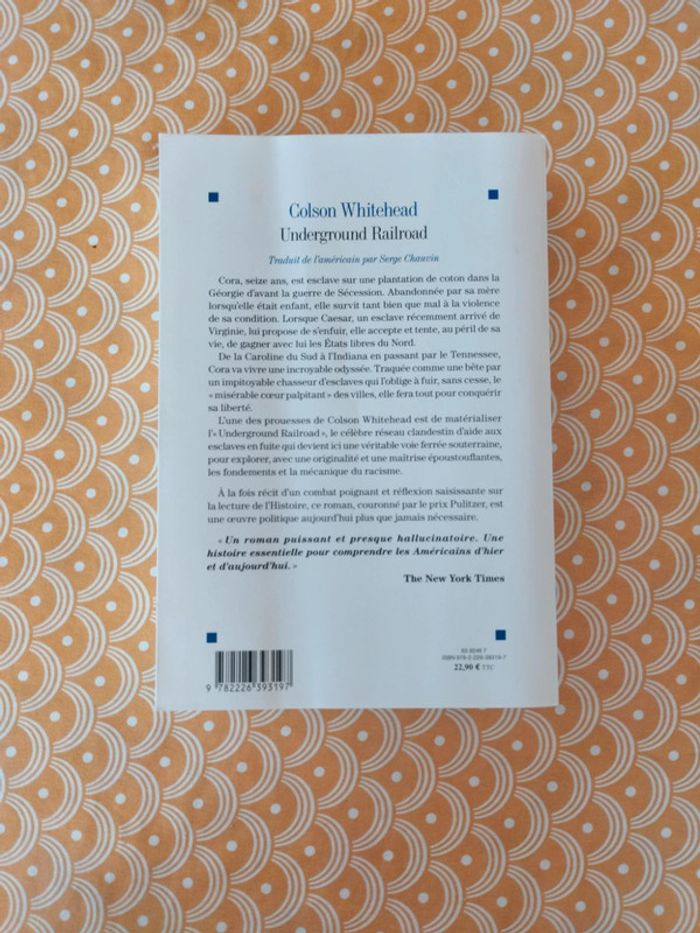 Colson Whitehead
Underground Railroad
Traduit de l'américain par Serge Chauvin
Cora, seize ans, est esclave sur une plantation de coton dans la
Géorgie d'avant la guerre de Sécession. Abandonnée par sa mère
lorsqu'elle était enfant, elle survit tant bien que mal à la violence
de sa condition. Lorsque Caesar, un esclave récemment arrivé de
Virginie, lui propose de s'enfuir, elle accepte et tente, au péril de sa
vie, de gagner avec lui les États libres du Nord.
De la Caroline du Sud à l'Indiana en passant par le Tennessee,
Cora va vivre une incroyable odyssée. Traquée comme une bête par
un impitoyable chasseur d'esclaves qui l'oblige à fuir, sans cesse, le
« misérable cœur palpitant » des villes, elle fera tout pour conquérir
sa liberté.
L'une des prouesses de Colson Whitehead est de matérialiser
l'« Underground Railroad », le célèbre réseau clandestin d'aide aux
esclaves en fuite qui devient ici une véritable voie ferrée souterraine,
pour explorer, avec une originalité et une maîtrise époustouflantes,
les fondements et la mécanique du racisme.
À la fois récit d'un combat poignant et réflexion saisissante sur
la lecture de l'Histoire, ce roman, couronné par le prix Pulitzer, est
une œuvre politique aujourd'hui plus que jamais nécessaire.
« Un roman puissant et presque hallucinatoire. Une
histoire essentielle pour comprendre les Américains d'hier
et d'aujourd'hui. »
The New York Times
ISBN 978-2-226-39319-7
22,90 € TTC
9 782226 393197